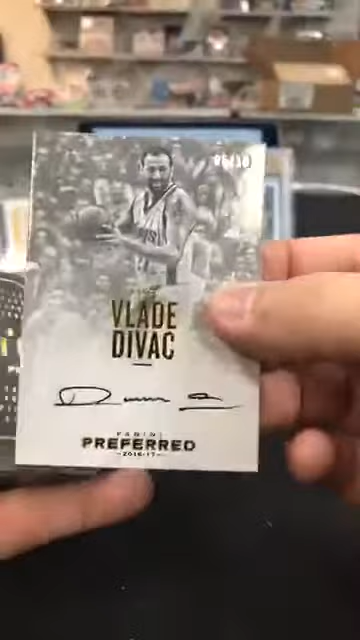 VLADE
DIVAC
PANINI
PREFERRED
2016-17